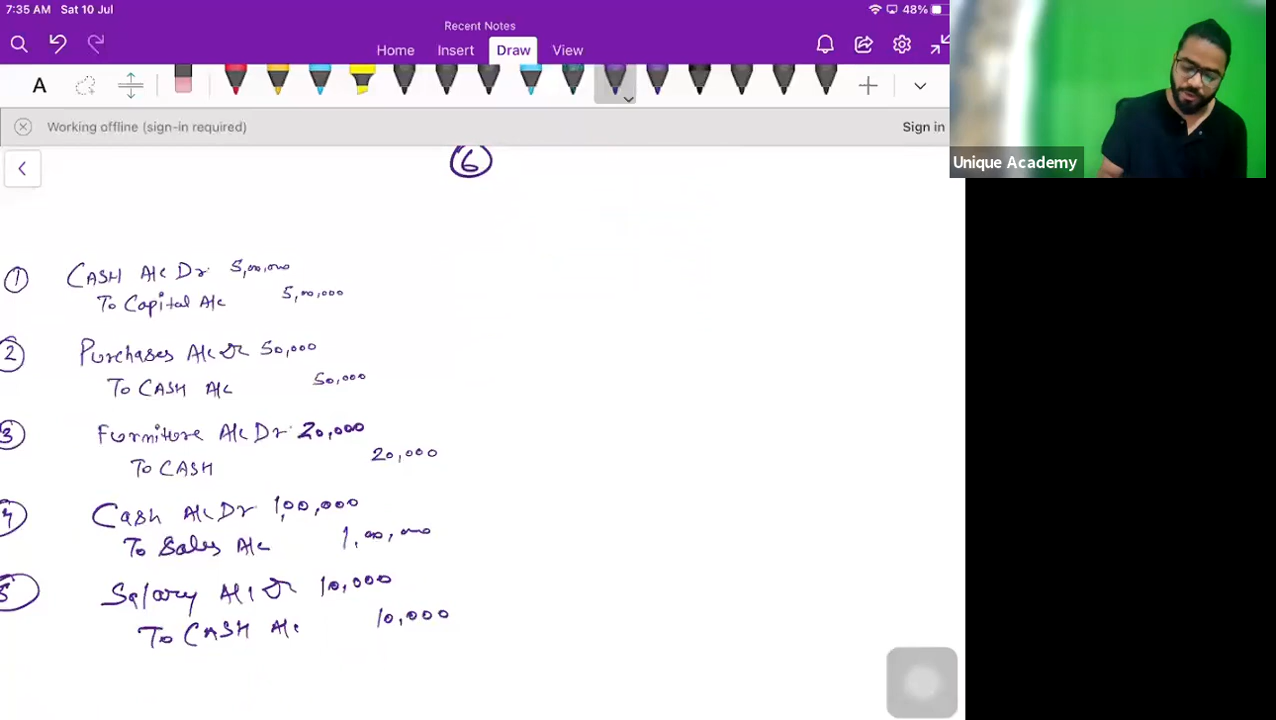 7:35 AM Sat 10 Jul
48%
Recent Notes
Home Insert Draw View
A
Working offline (sign-in required)
Sign in
Unique Academy
6
1 CASH A/c Dr 5,00,000
To Capital A/c 5,00,000
2 Purchases A/c Dr 50,000
To CASH A/c 50,000
3 Furniture A/c Dr 20,000
To CASH 20,000
4 Cash A/c Dr 1,00,000
To Sales A/c 1,00,000
5 Salary A/c Dr 10,000
To CASH A/c 10,000